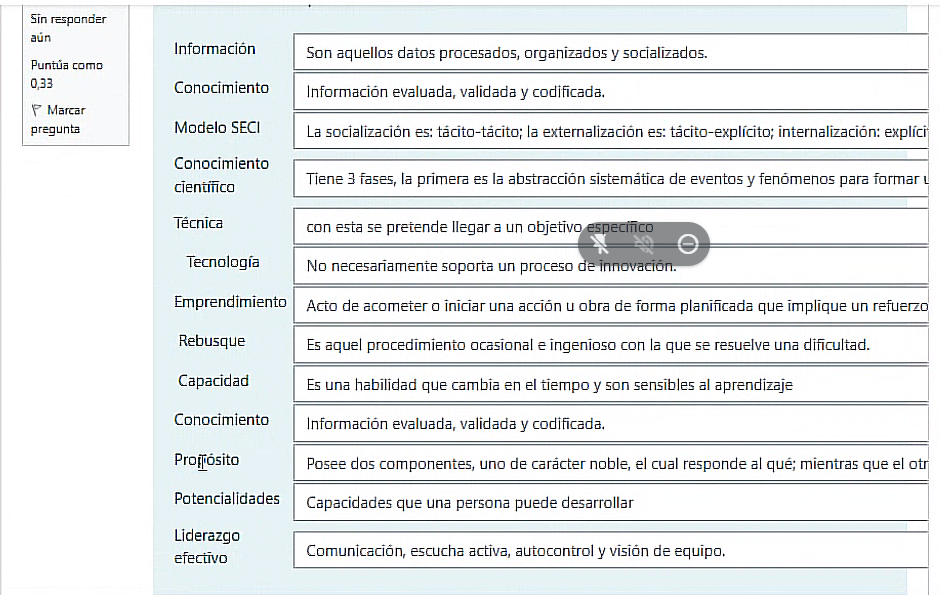 Sin responder
aún
Puntúa como
0,33
Marcar
pregunta
Información
Son aquellos datos procesados, organizados y socializados.
Conocimiento
Información evaluada, validada y codificada.
Modelo SECI
La socialización es: tácito-tácito; la externalización es: tácito-explícito; internalización: explíci
Conocimiento
científico
Tiene 3 fases, la primera es la abstracción sistemática de eventos y fenómenos para formar u
Técnica
con esta se pretende llegar a un objetivo específico
Tecnología
No necesariamente soporta un proceso de innovación.
Emprendimiento
Acto de acometer o iniciar una acción u obra de forma planificada que implique un refuerzo
Rebusque
Es aquel procedimiento ocasional e ingenioso con la que se resuelve una dificultad.
Capacidad
Es una habilidad que cambia en el tiempo y son sensibles al aprendizaje
Conocimiento
Información evaluada, validada y codificada.
Propósito
Posee dos componentes, uno de carácter noble, el cual responde al qué; mientras que el otr
Potencialidades
Capacidades que una persona puede desarrollar
Liderazgo
efectivo
Comunicación, escucha activa, autocontrol y visión de equipo.